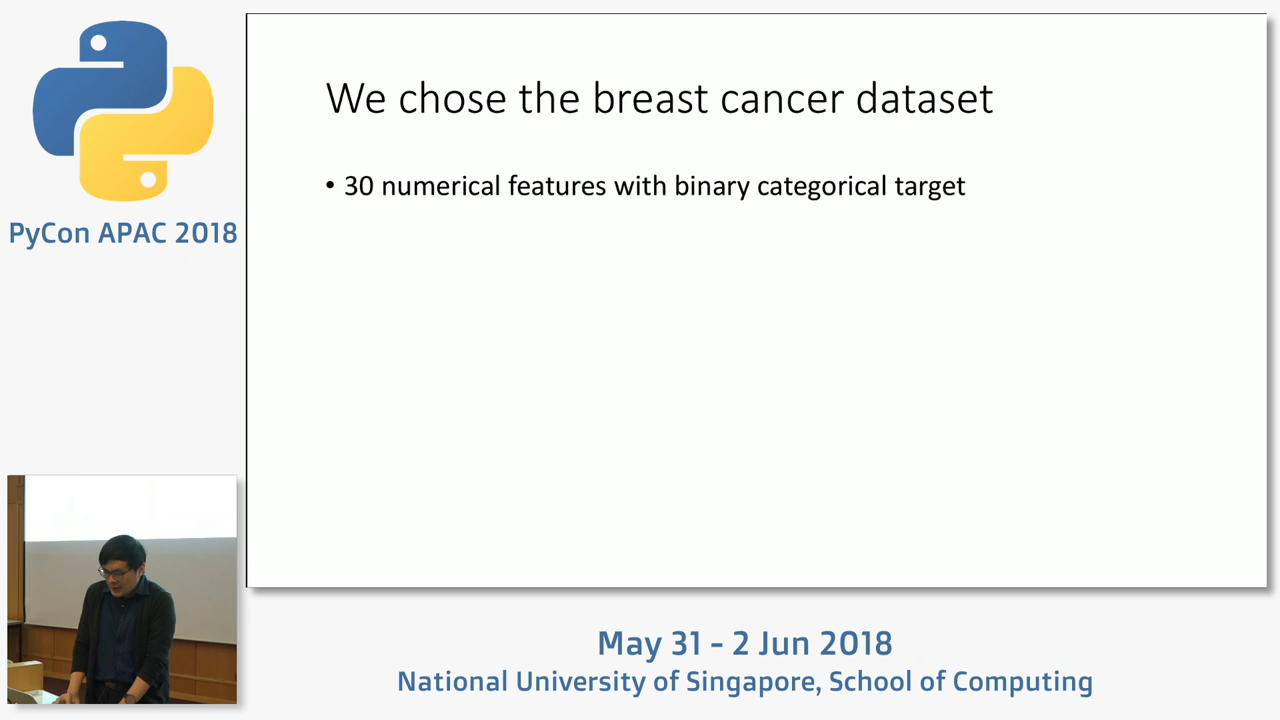 We chose the breast cancer dataset
• 30 numerical features with binary categorical target
PyCon APAC 2018
May 31 - 2 Jun 2018
National University of Singapore, School of Computing